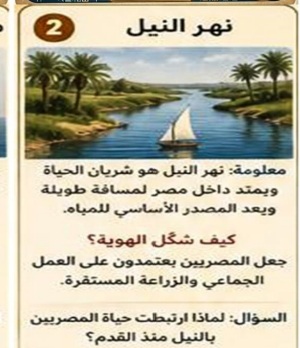 2
نهر النيل
معلومة: نهر النيل هو شريان الحياة
ويمتد داخل مصر لمسافة طويلة
ويعد المصدر الأساسي للمياه.
كيف شكَّل الهوية؟
جعل المصريين يعتمدون على العمل
الجماعي والزراعة المستقرة.
السؤال: لماذا ارتبطت حياة المصريين
بالنيل منذ القدم؟